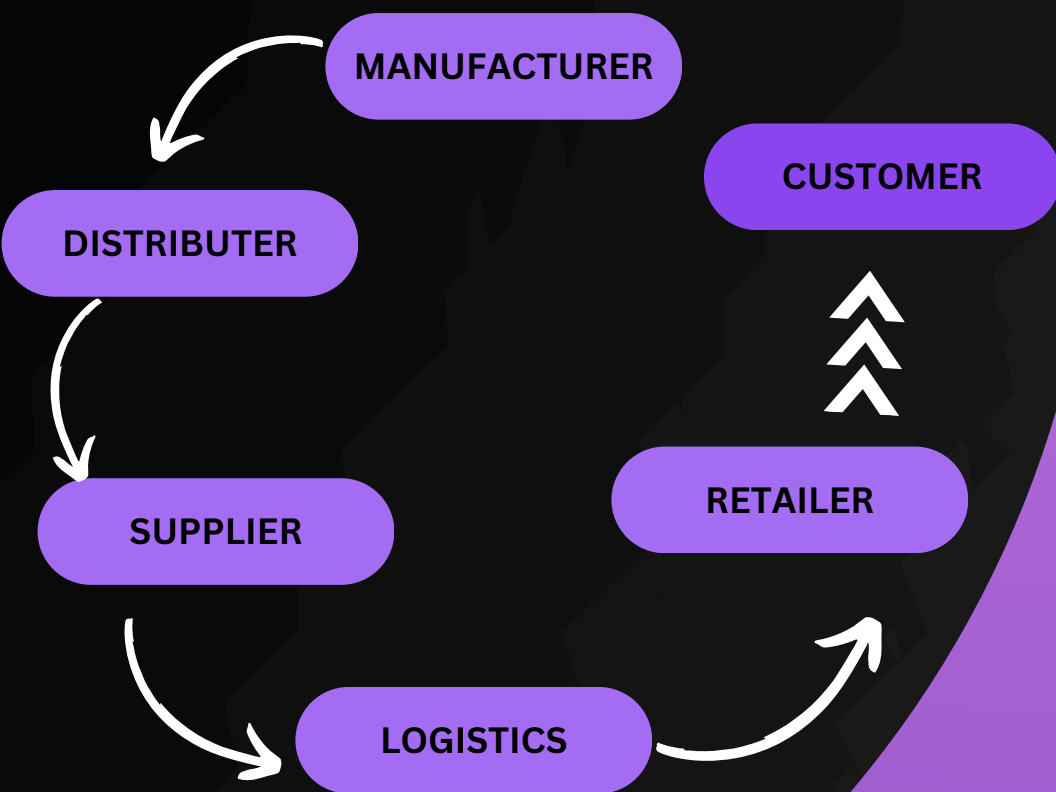 MANUFACTURER
DISTRIBUTER
SUPPLIER
LOGISTICS
RETAILER
CUSTOMER